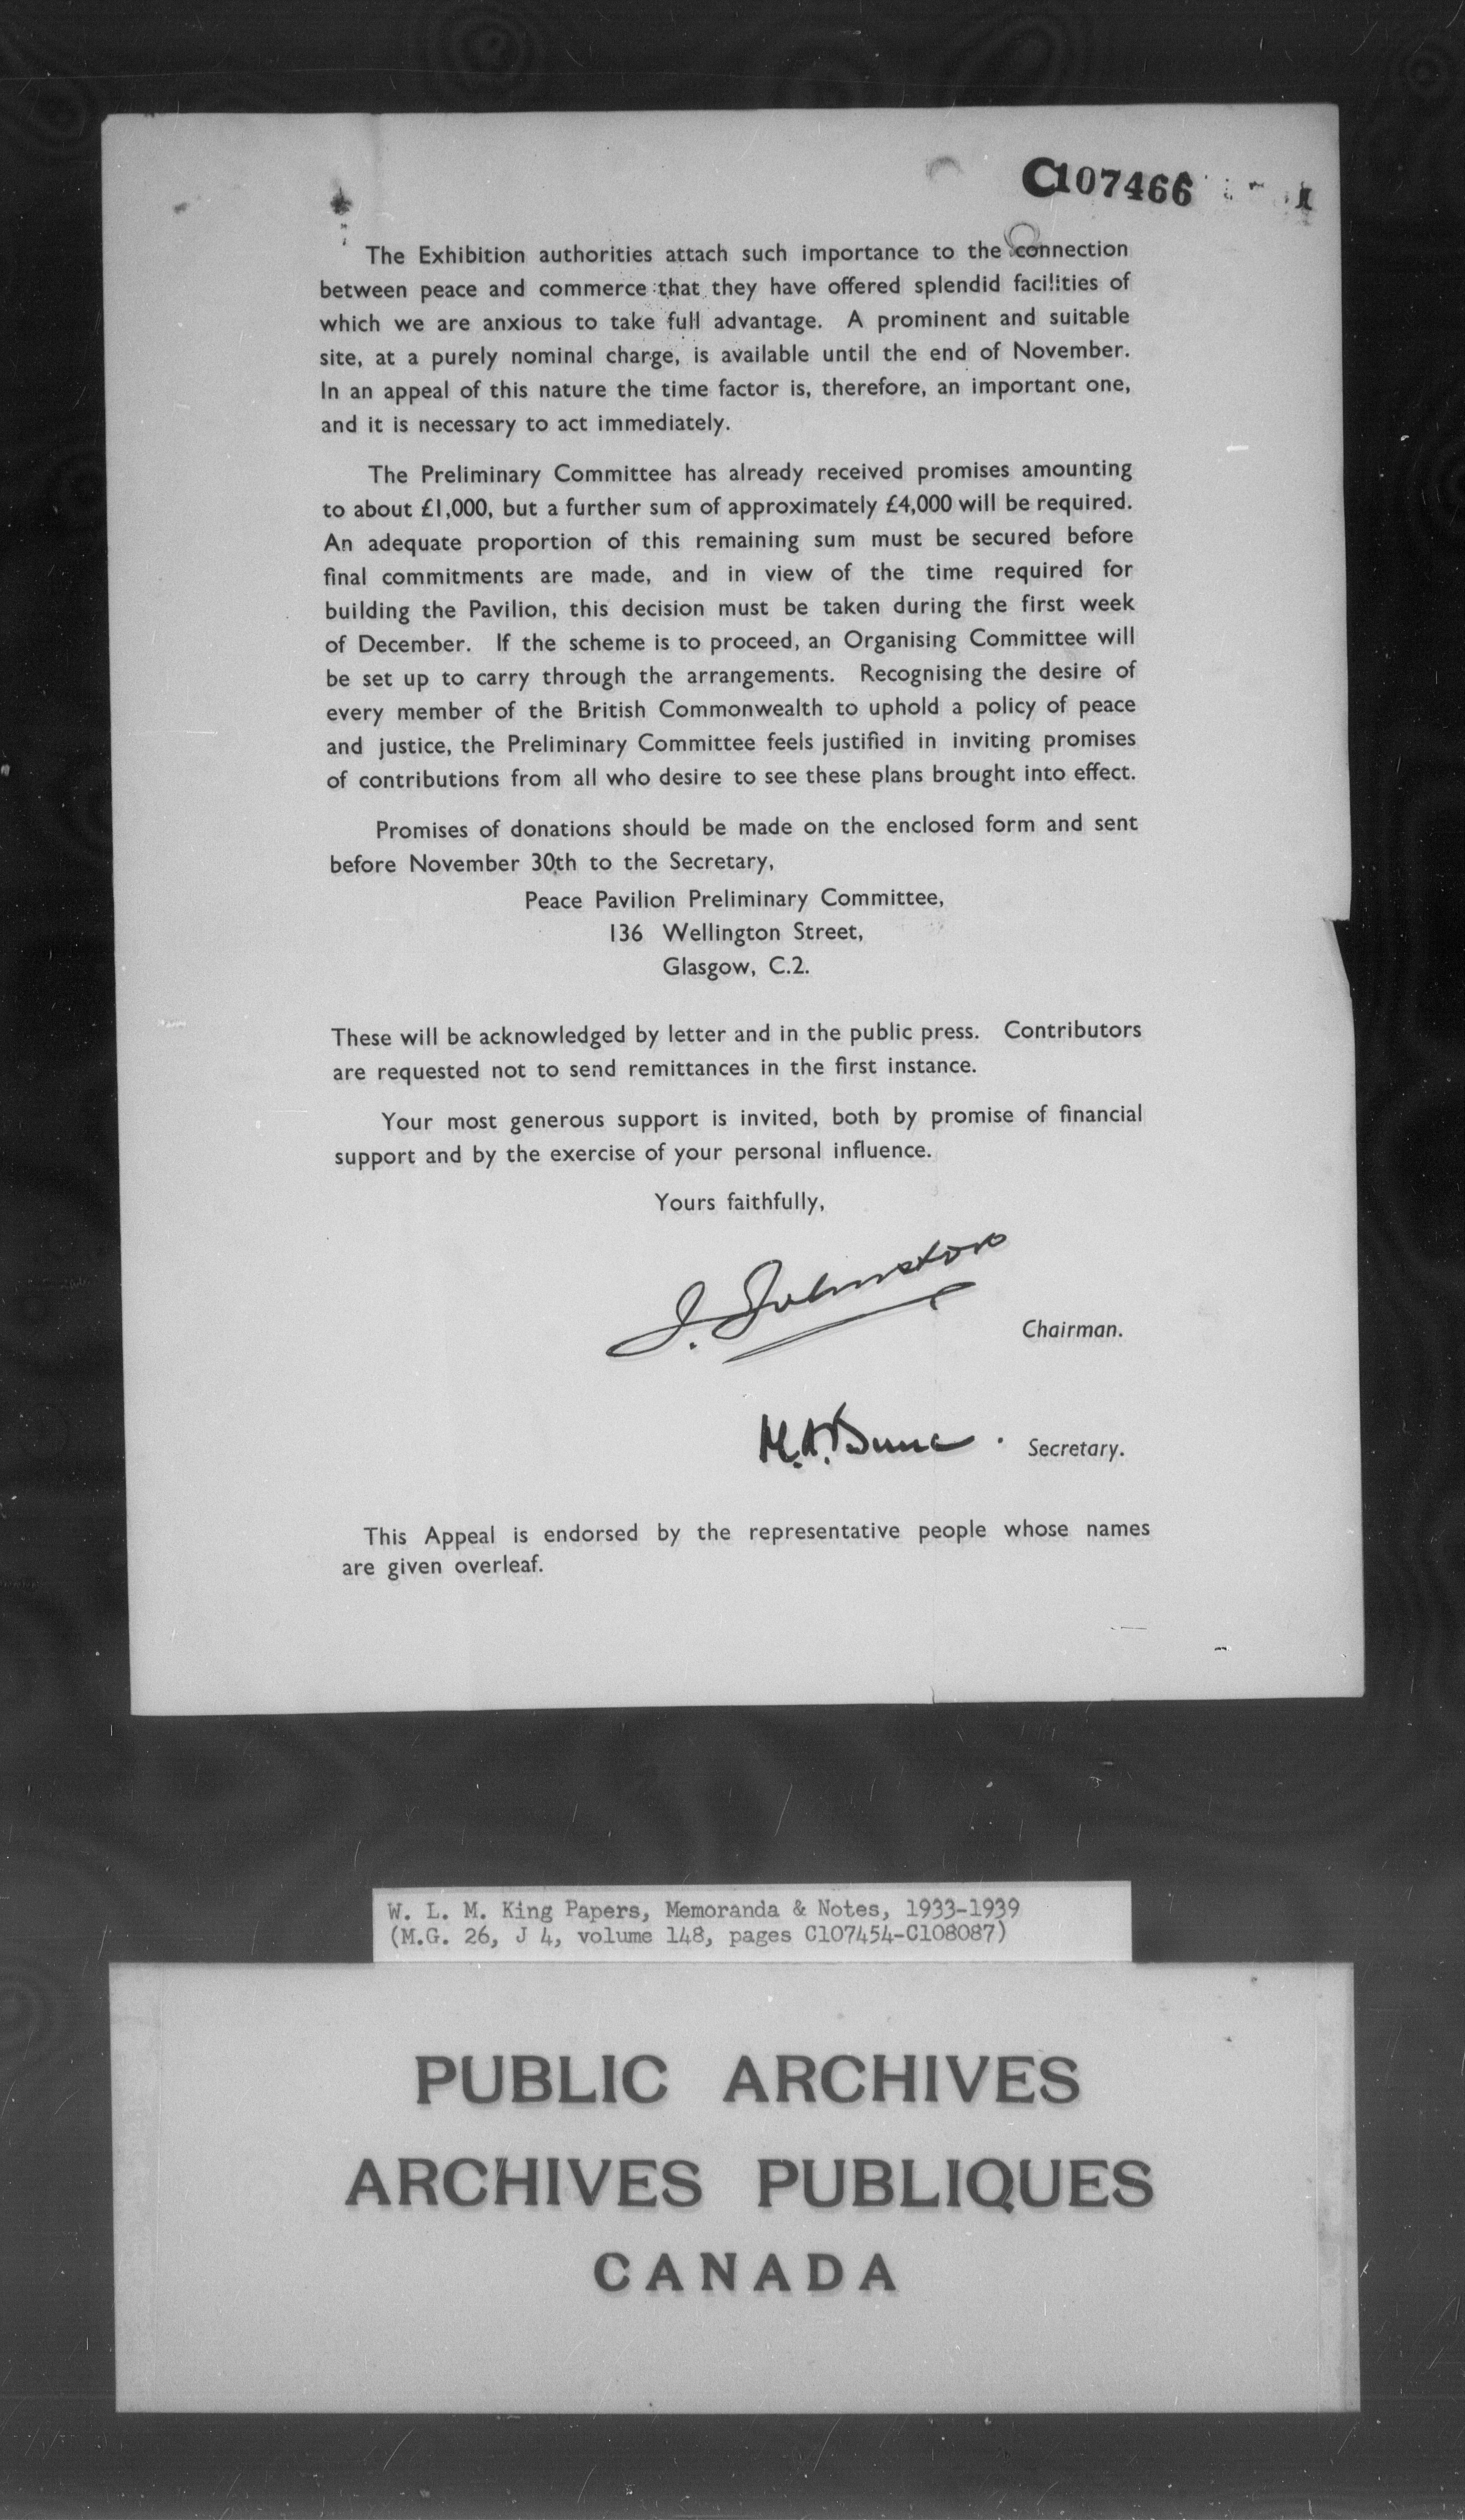 C107466
The Exhibition authorities attach such importance to the connection
between peace and commerce that they have offered splendid facilities of
which we are anxious to take full advantage. A prominent and suitable
site, at a purely nominal charge, is available until the end of November.
In an appeal of this nature the time factor is, therefore, an important one,
and it is necessary to act immediately.
The Preliminary Committee has already received promises amounting
to about £1,000, but a further sum of approximately £4,000 will be required.
An adequate proportion of this remaining sum must be secured before
final commitments are made, and in view of the time required for
building the Pavilion, this decision must be taken during the first week
of December. If the scheme is to proceed, an Organising Committee will
be set up to carry through the arrangements. Recognising the desire of
every member of the British Commonwealth to uphold a policy of peace
and justice, the Preliminary Committee feels justified in inviting promises
of contributions from all who desire to see these plans brought into effect.
Promises of donations should be made on the enclosed form and sent
before November 30th to the Secretary,
Peace Pavilion Preliminary Committee,
136 Wellington Street,
Glasgow, C.2.
These will be acknowledged by letter and in the public press. Contributors
are requested not to send remittances in the first instance.
Your most generous support is invited, both by promise of financial
support and by the exercise of your personal influence.
Yours faithfully,
J. Johnston
Chairman.
Secretary.
This Appeal is endorsed by the representative people whose names
are given overleaf.
W. L. M. King Papers, Memoranda & Notes, 1933-1939
(M.G. 26, J 4, volume 148, pages C107454-C108087)
PUBLIC ARCHIVES
ARCHIVES PUBLIQUES
CANADA